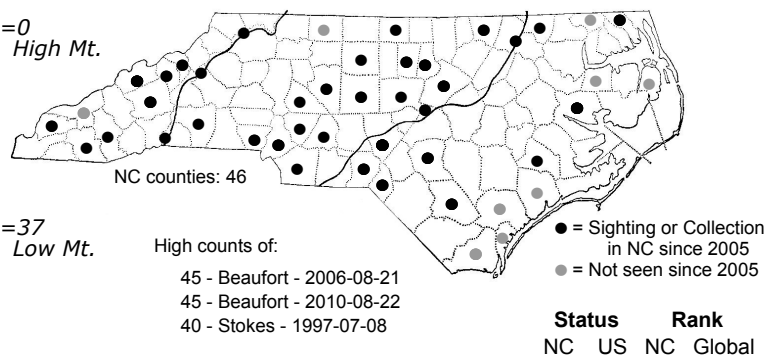 =0
High Mt.
NC counties: 46
=37
Low Mt.
High counts of:
45 - Beaufort - 2006-08-21
45 - Beaufort - 2010-08-22
40 - Stokes - 1997-07-08
= Sighting or Collection
in NC since 2005
= Not seen since 2005
Status Rank
NC US NC Global